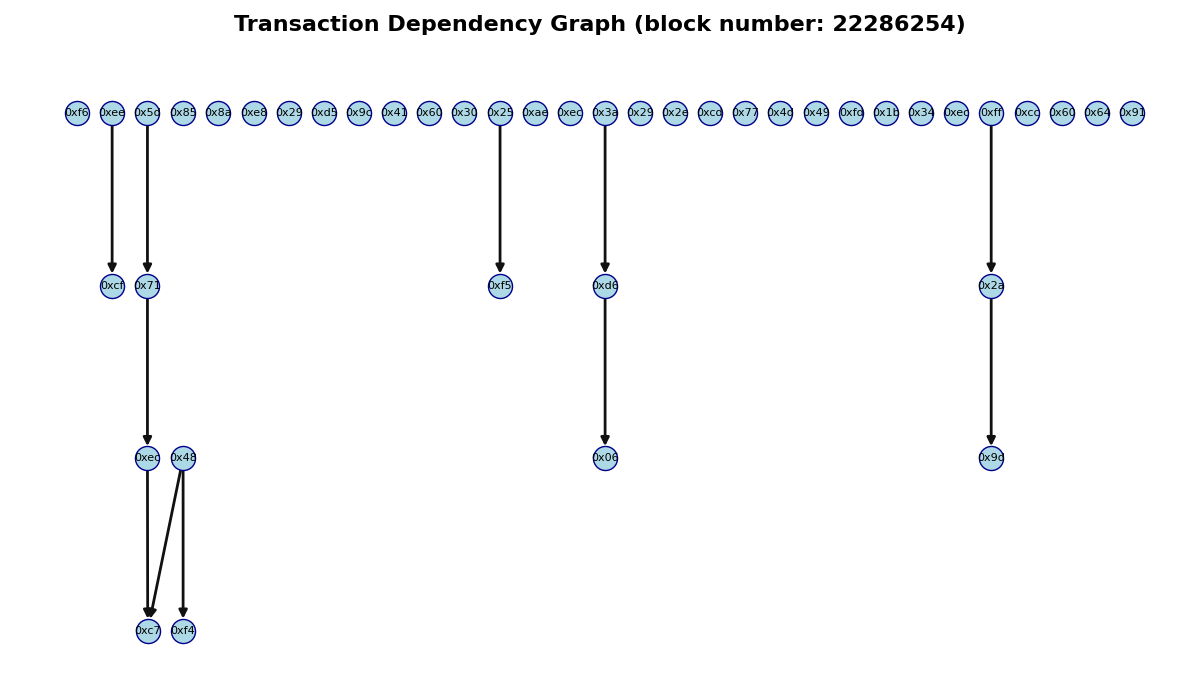 Transaction Dependency Graph (block number: 22286254)
0xf6 0xee 0x5d 0x85 0x8a 0xe8 0x29 0xd5 0x9c 0x41 0x60 0x30 0x25 0xae 0xec 0x3a 0x29 0x2e 0xcd 0x77 0x4d 0x49 0xfd 0x1b 0x34 0xec 0xff 0xcc 0x60 0x64 0x91
0xcf 0x71 0xf5 0xd6 0x2a
0xec 0x48 0x06 0x9d
0xc7 0xf4